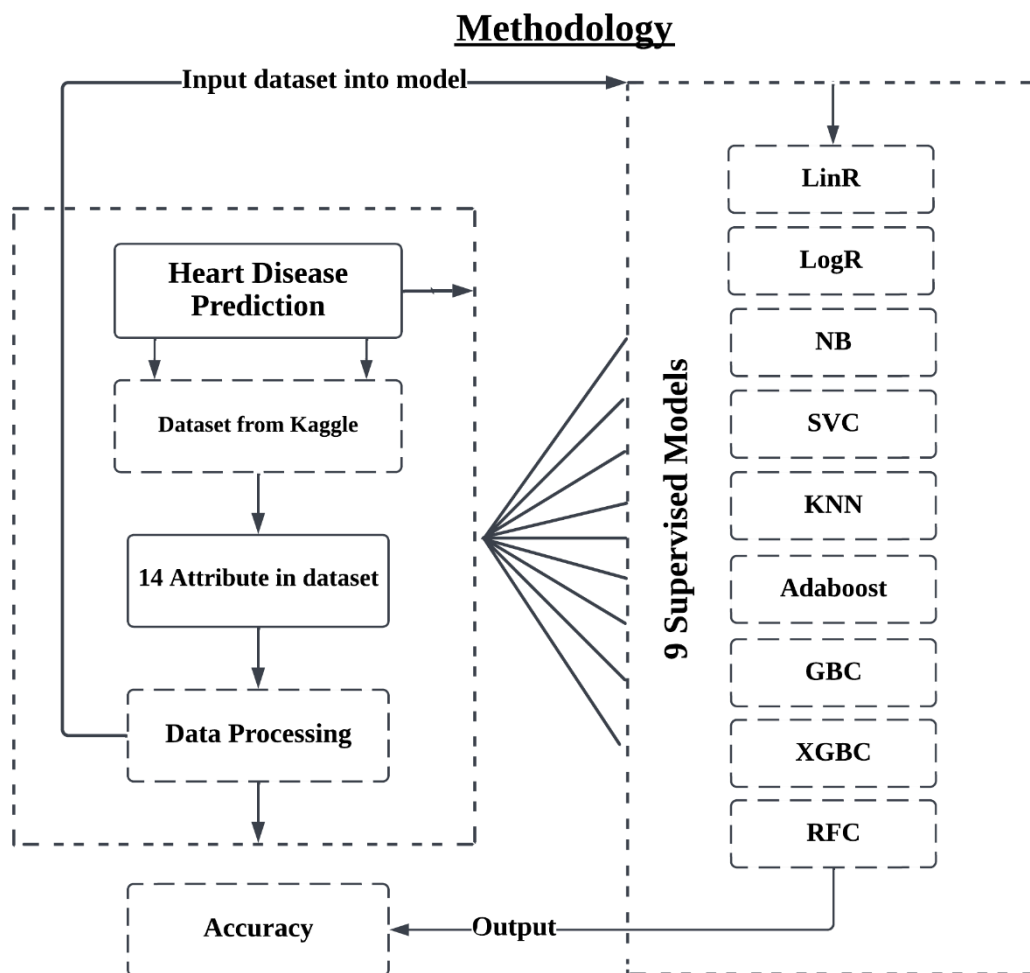 Methodology
Input dataset into model
Heart Disease
Prediction
Dataset from Kaggle
14 Attribute in dataset
Data Processing
Accuracy
9 Supervised Models
LinR
LogR
NB
SVC
KNN
Adaboost
GBC
XGBC
RFC
Output